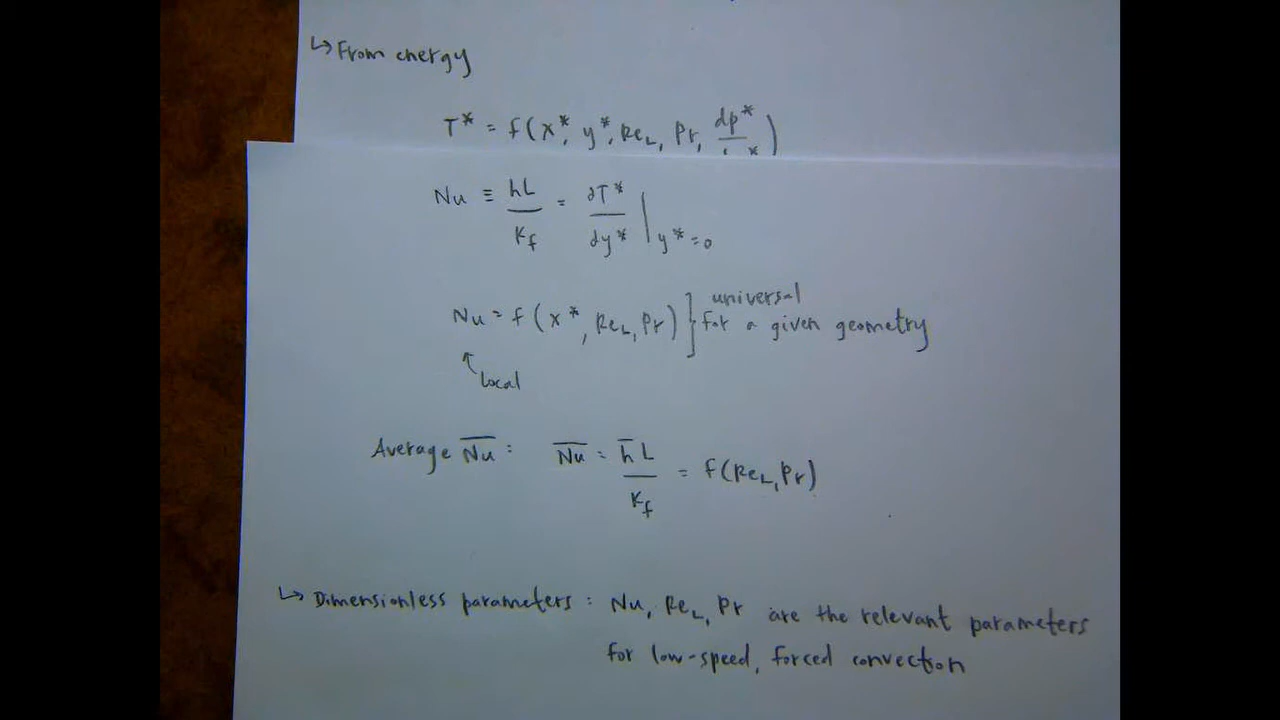 ↳ From energy
T* = f(x*, y*, Re_L, Pr, dp*/ *)
Nu ≡ hL/K_f = ∂T*/∂y* |y*=0
Nu = f(x*, Re_L, Pr) } universal
for a given geometry
↖ local
Average N̅u̅ : N̅u̅ = h̅L/K_f = f(Re_L, Pr)
↳ Dimensionless parameters : Nu, Re_L, Pr are the relevant parameters
for low-speed, forced convection